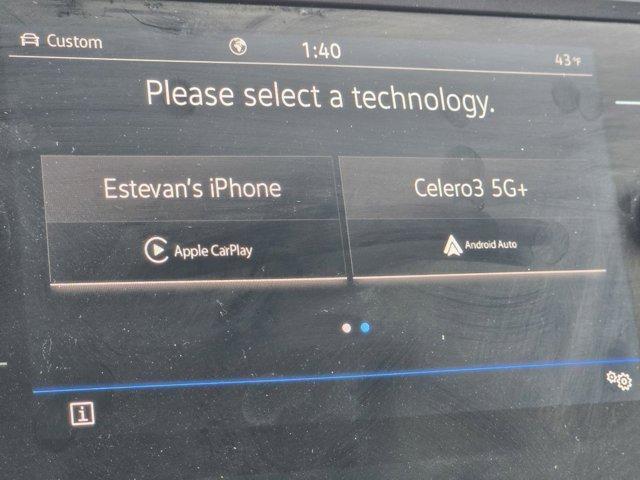 Custom 1:40 43°F
Please select a technology.
Estevan's iPhone
Celero3 5G+
Apple CarPlay
Android Auto
i